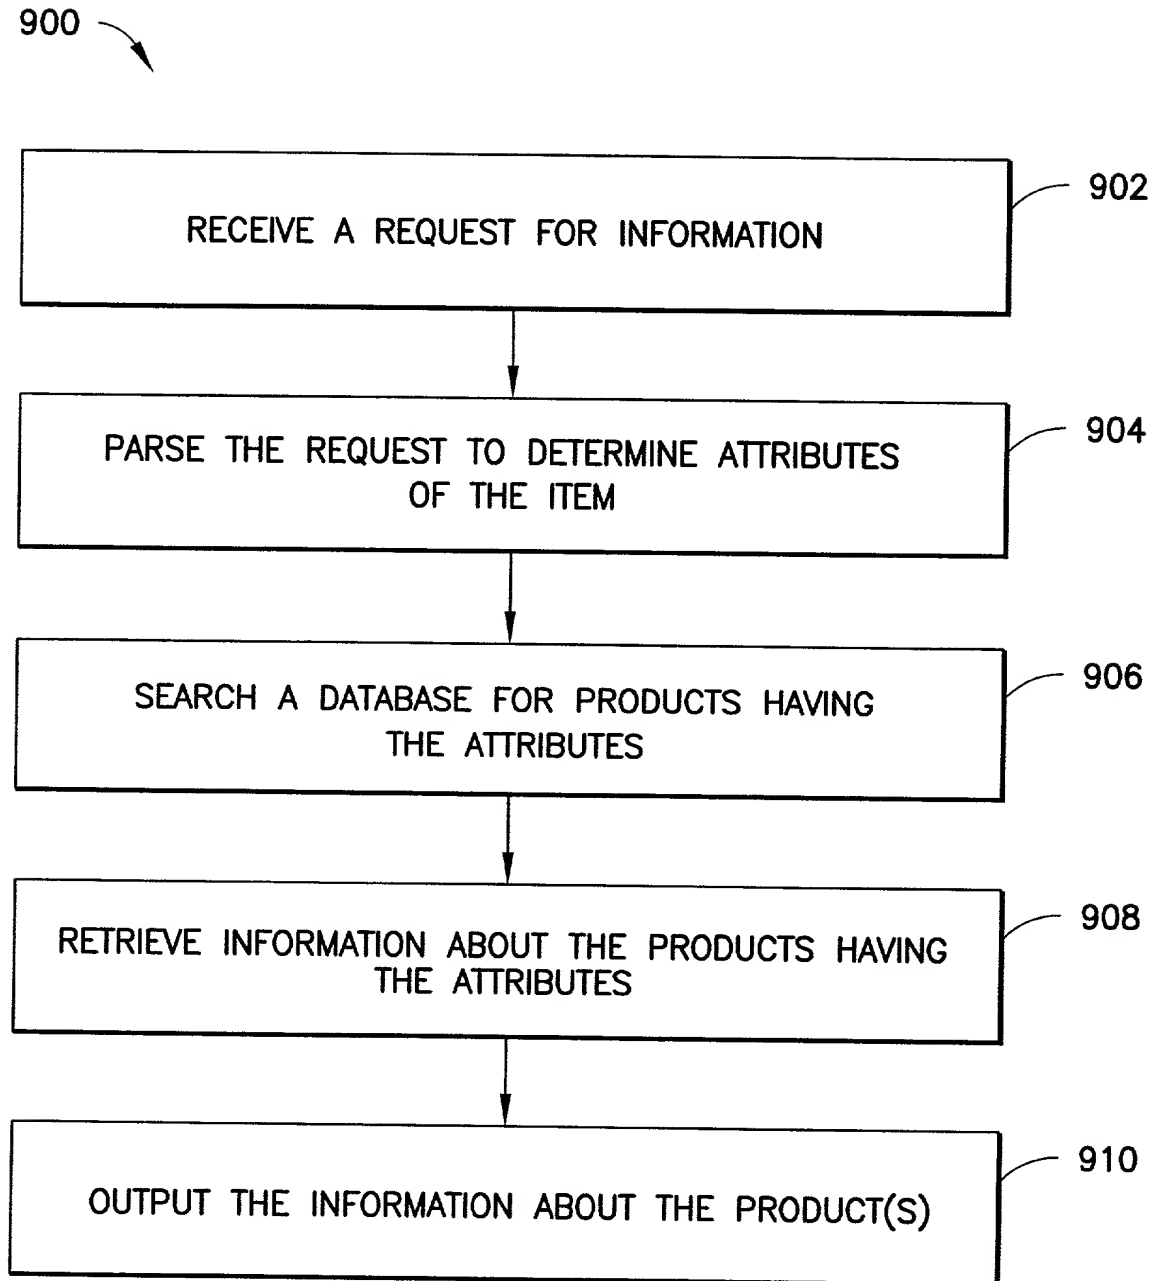 900
RECEIVE A REQUEST FOR INFORMATION
902
PARSE THE REQUEST TO DETERMINE ATTRIBUTES
OF THE ITEM
904
SEARCH A DATABASE FOR PRODUCTS HAVING
THE ATTRIBUTES
906
RETRIEVE INFORMATION ABOUT THE PRODUCTS HAVING
THE ATTRIBUTES
908
OUTPUT THE INFORMATION ABOUT THE PRODUCT(S)
910